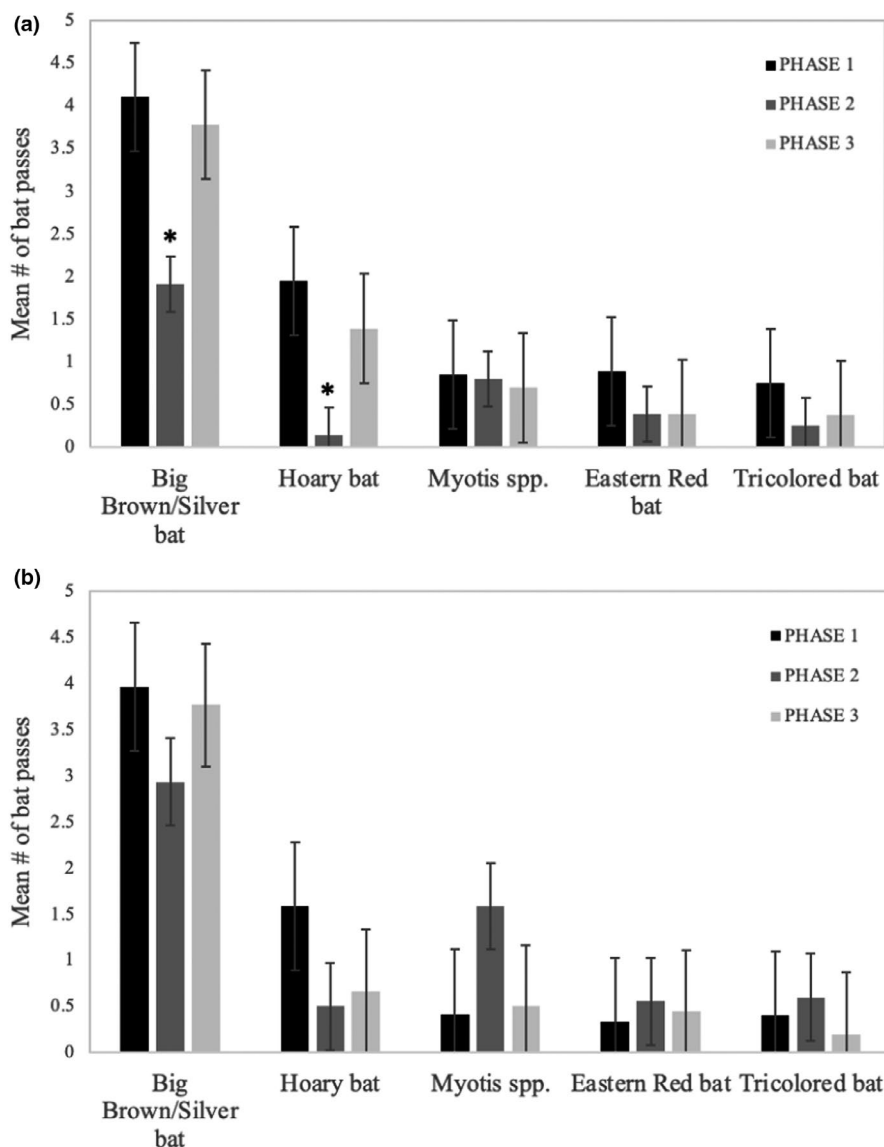 (a)
Mean # of bat passes
5
4.5
4
3.5
3
2.5
2
1.5
1
0.5
0
*
*
PHASE 1
PHASE 2
PHASE 3
Big
Brown/Silver
bat
Hoary bat
Myotis spp.
Eastern Red
bat
Tricolored bat
(b)
Mean # of bat passes
5
4.5
4
3.5
3
2.5
2
1.5
1
0.5
0
PHASE 1
PHASE 2
PHASE 3
Big
Brown/Silver
bat
Hoary bat
Myotis spp.
Eastern Red bat
Tricolored bat